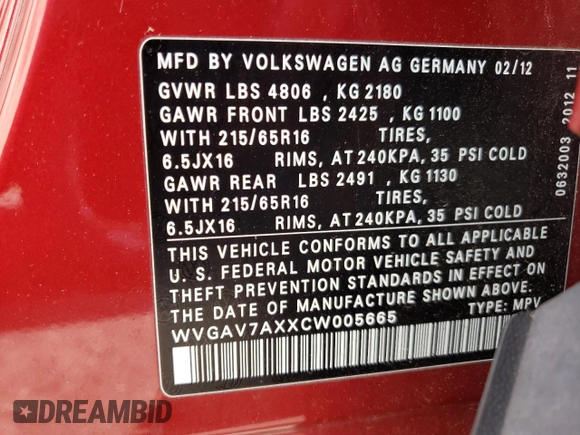 MFD BY VOLKSWAGEN AG GERMANY 02/12
GVWR LBS 4806 , KG 2180
GAWR FRONT LBS 2425 , KG 1100
WITH 215/65R16 TIRES,
6.5JX16 RIMS, AT 240KPA, 35 PSI COLD
GAWR REAR LBS 2491 , KG 1130
WITH 215/65R16 TIRES,
6.5JX16 RIMS, AT 240KPA, 35 PSI COLD
THIS VEHICLE CONFORMS TO ALL APPLICABLE
U. S. FEDERAL MOTOR VEHICLE SAFETY AND
THEFT PREVENTION STANDARDS IN EFFECT ON
THE DATE OF MANUFACTURE SHOWN ABOVE.
WVGAV7AXXCW005665 TYPE: MPV
0632003 2012 11
DREAMBID